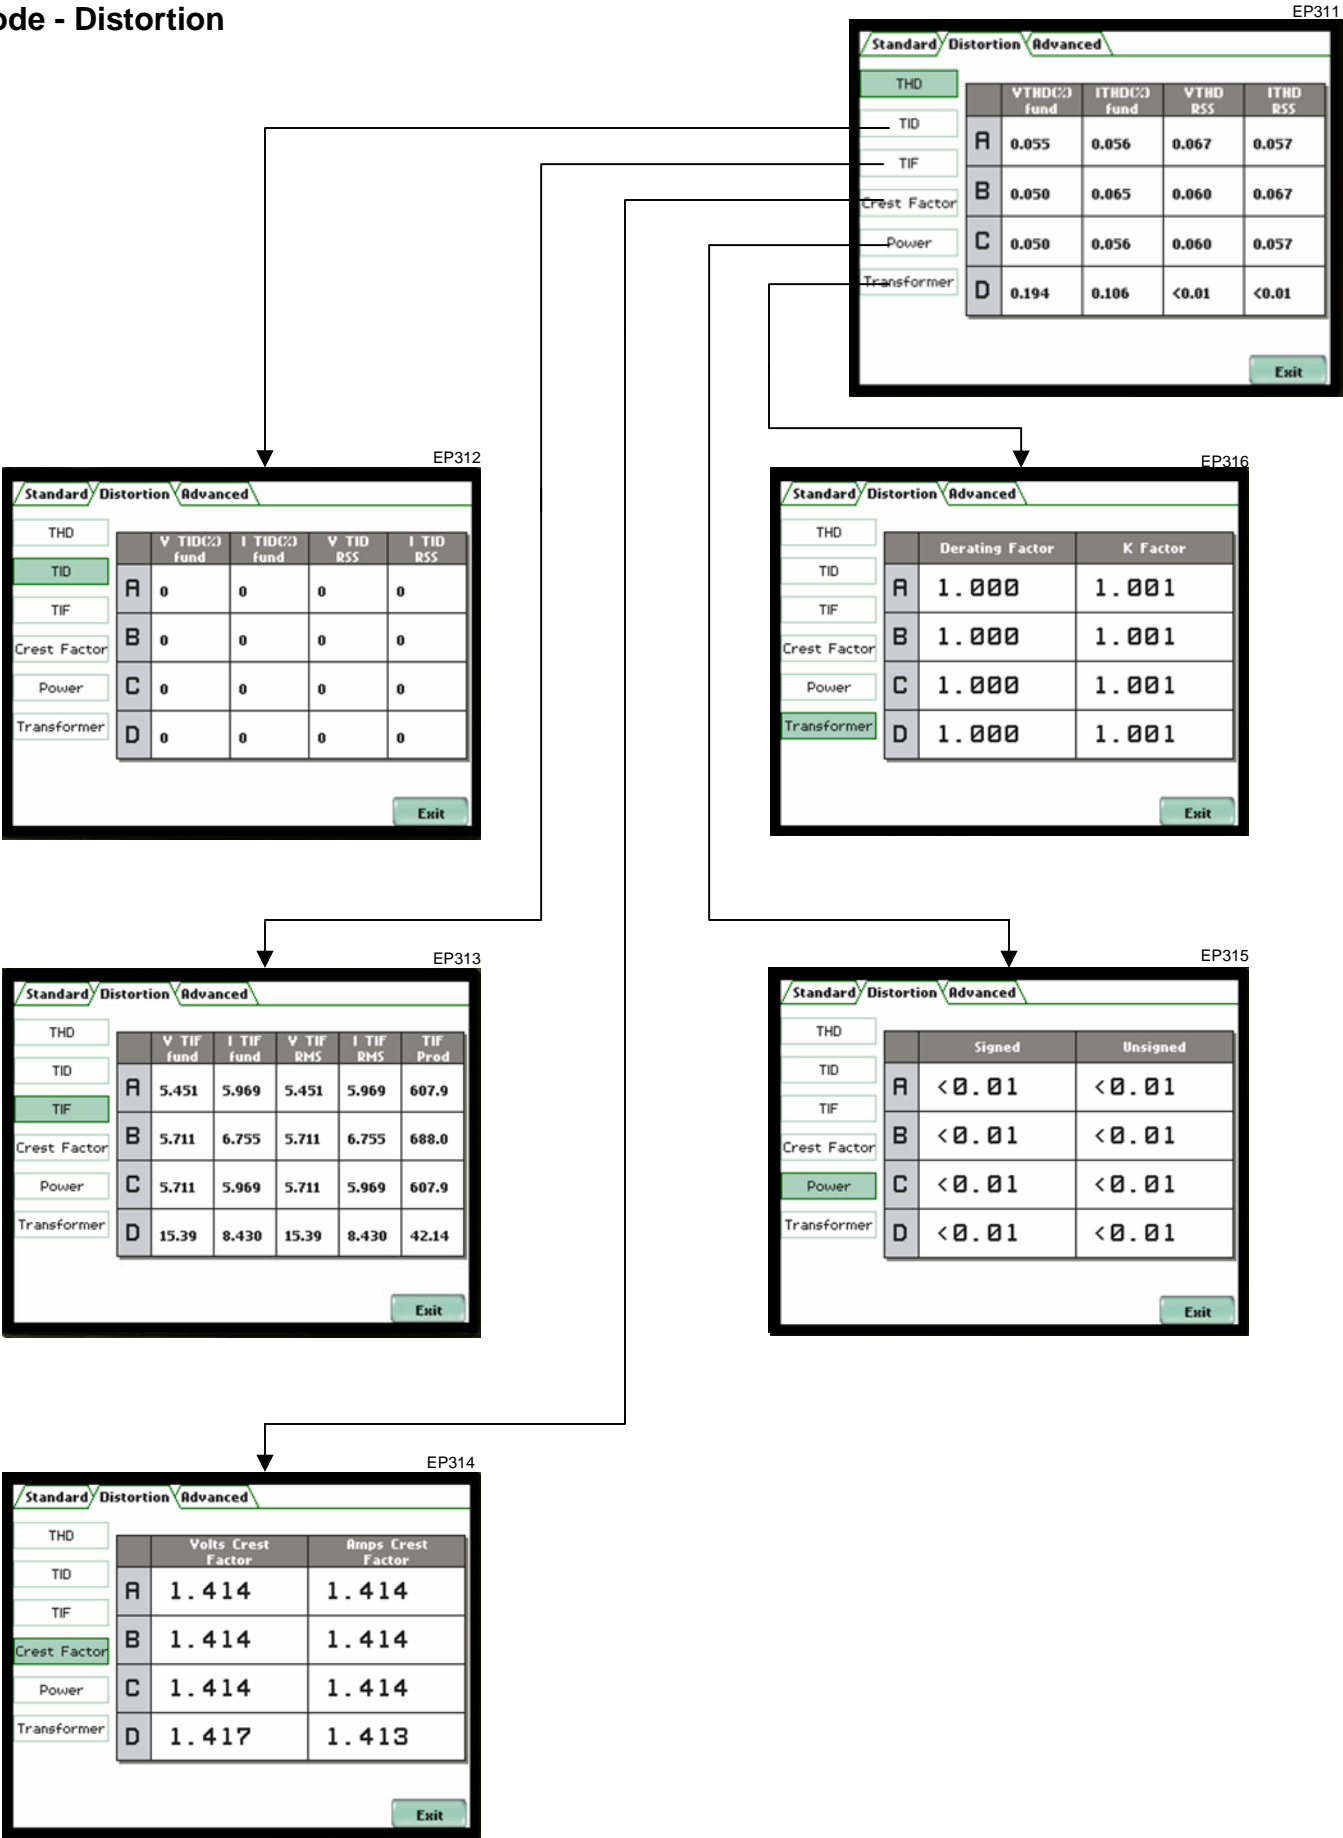 ode - Distortion
EP311
Standard Distortion Advanced
THD
TID
TIF
Crest Factor
Power
Transformer
VTHD(%) fund ITHD(%) fund VTHD RSS ITHD RSS
A 0.055 0.056 0.067 0.057
B 0.050 0.065 0.060 0.067
C 0.050 0.056 0.060 0.057
D 0.194 0.106 <0.01 <0.01
Exit
EP312
Standard Distortion Advanced
THD
TID
TIF
Crest Factor
Power
Transformer
V TID(%) fund I TID(%) fund V TID RSS I TID RSS
A 0 0 0 0
B 0 0 0 0
C 0 0 0 0
D 0 0 0 0
Exit
EP316
Standard Distortion Advanced
THD
TID
TIF
Crest Factor
Power
Transformer
Derating Factor K Factor
A 1.000 1.001
B 1.000 1.001
C 1.000 1.001
D 1.000 1.001
Exit
EP313
Standard Distortion Advanced
THD
TID
TIF
Crest Factor
Power
Transformer
V TIF fund I TIF fund V TIF RMS I TIF RMS TIF Prod
A 5.451 5.969 5.451 5.969 607.9
B 5.711 6.755 5.711 6.755 688.0
C 5.711 5.969 5.711 5.969 607.9
D 15.39 8.430 15.39 8.430 42.14
Exit
EP315
Standard Distortion Advanced
THD
TID
TIF
Crest Factor
Power
Transformer
Signed Unsigned
A <0.01 <0.01
B <0.01 <0.01
C <0.01 <0.01
D <0.01 <0.01
Exit
EP314
Standard Distortion Advanced
THD
TID
TIF
Crest Factor
Power
Transformer
Volts Crest Factor Amps Crest Factor
A 1.414 1.414
B 1.414 1.414
C 1.414 1.414
D 1.417 1.413
Exit